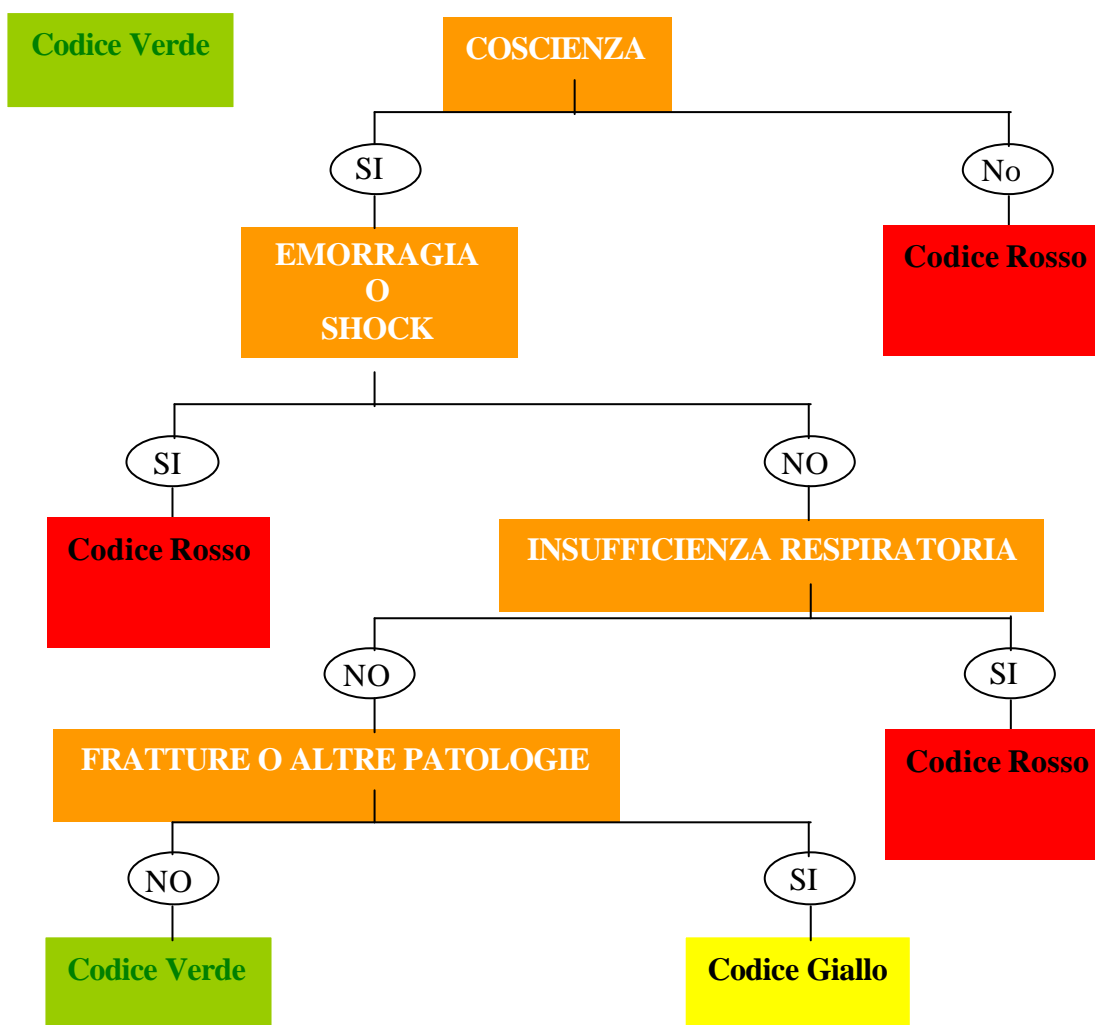 Codice Verde
COSCIENZA
SI
No
EMORRAGIA
O
SHOCK
Codice Rosso
SI
NO
Codice Rosso
INSUFFICIENZA RESPIRATORIA
NO
SI
FRATTURE O ALTRE PATOLOGIE
Codice Rosso
NO
SI
Codice Verde
Codice Giallo